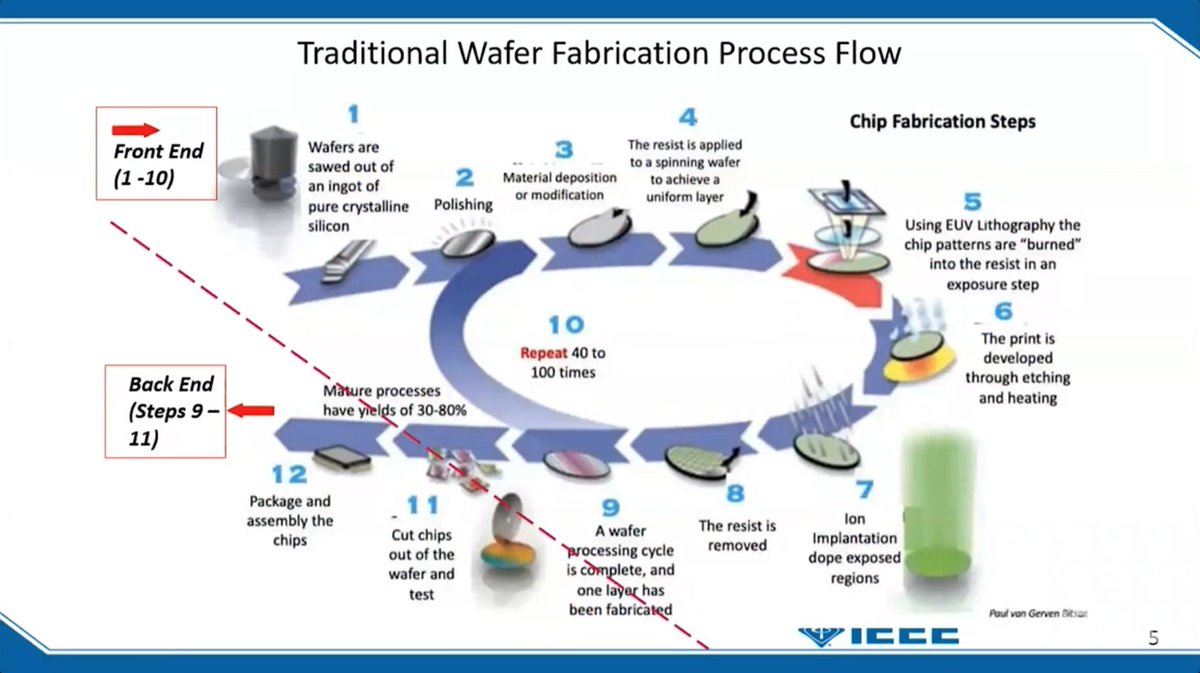 Traditional Wafer Fabrication Process Flow
Front End
(1 -10)
1
Wafers are
sawed out of
an ingot of
pure crystalline
silicon
2
Polishing
3
Material deposition
or modification
4
The resist is applied
to a spinning wafer
to achieve a
uniform layer
Chip Fabrication Steps
5
Using EUV Lithography the
chip patterns are “burned”
into the resist in an
exposure step
6
The print is
developed
through etching
and heating
10
Repeat 40 to
100 times
Back End
(Steps 9 –
11)
Mature processes
have yields of 30-80%
12
Package and
assembly the
chips
11
Cut chips
out of the
wafer and
test
9
A wafer
processing cycle
is complete, and
one layer has
been fabricated
8
The resist is
removed
7
Ion
Implantation
dope exposed
regions
Paul van Gerven Bitson
IEEE
5